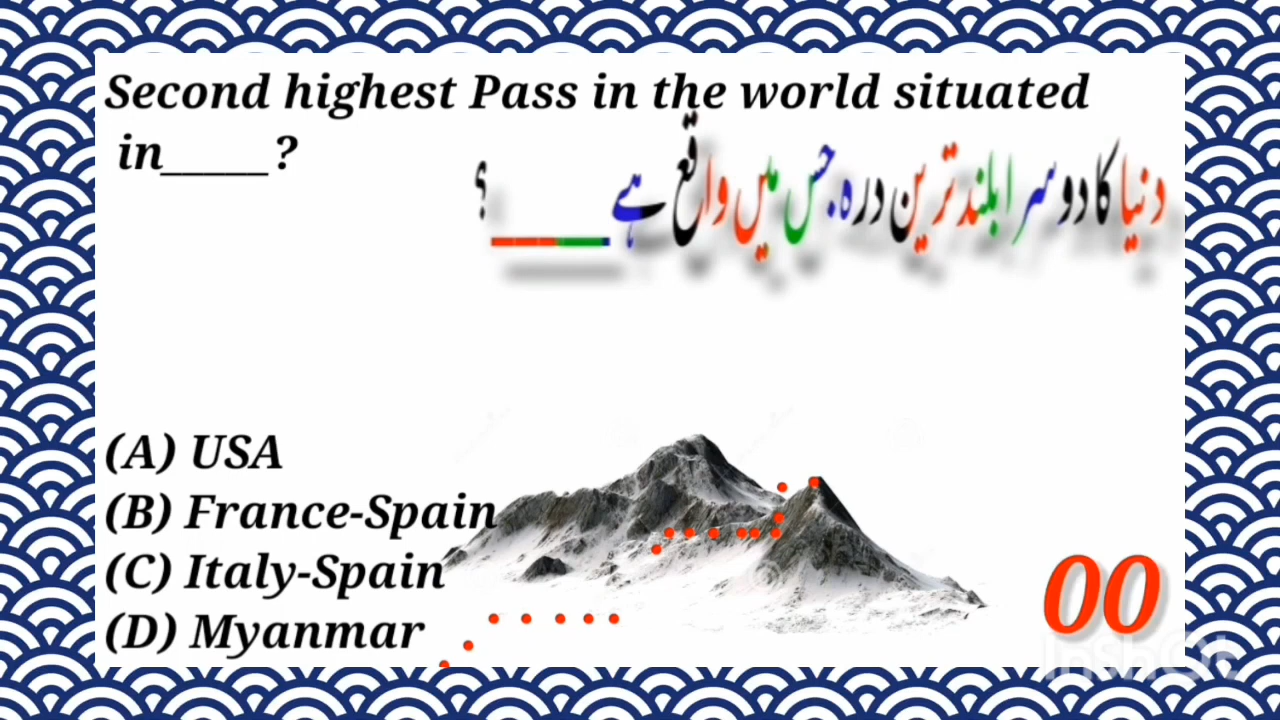 Second highest Pass in the world situated
in_____?
دنیا کا دوسرا بلند ترین درہ جس میں واقع ہے _____ ؟
(A) USA
(B) France-Spain
(C) Italy-Spain
(D) Myanmar
00
InShOt